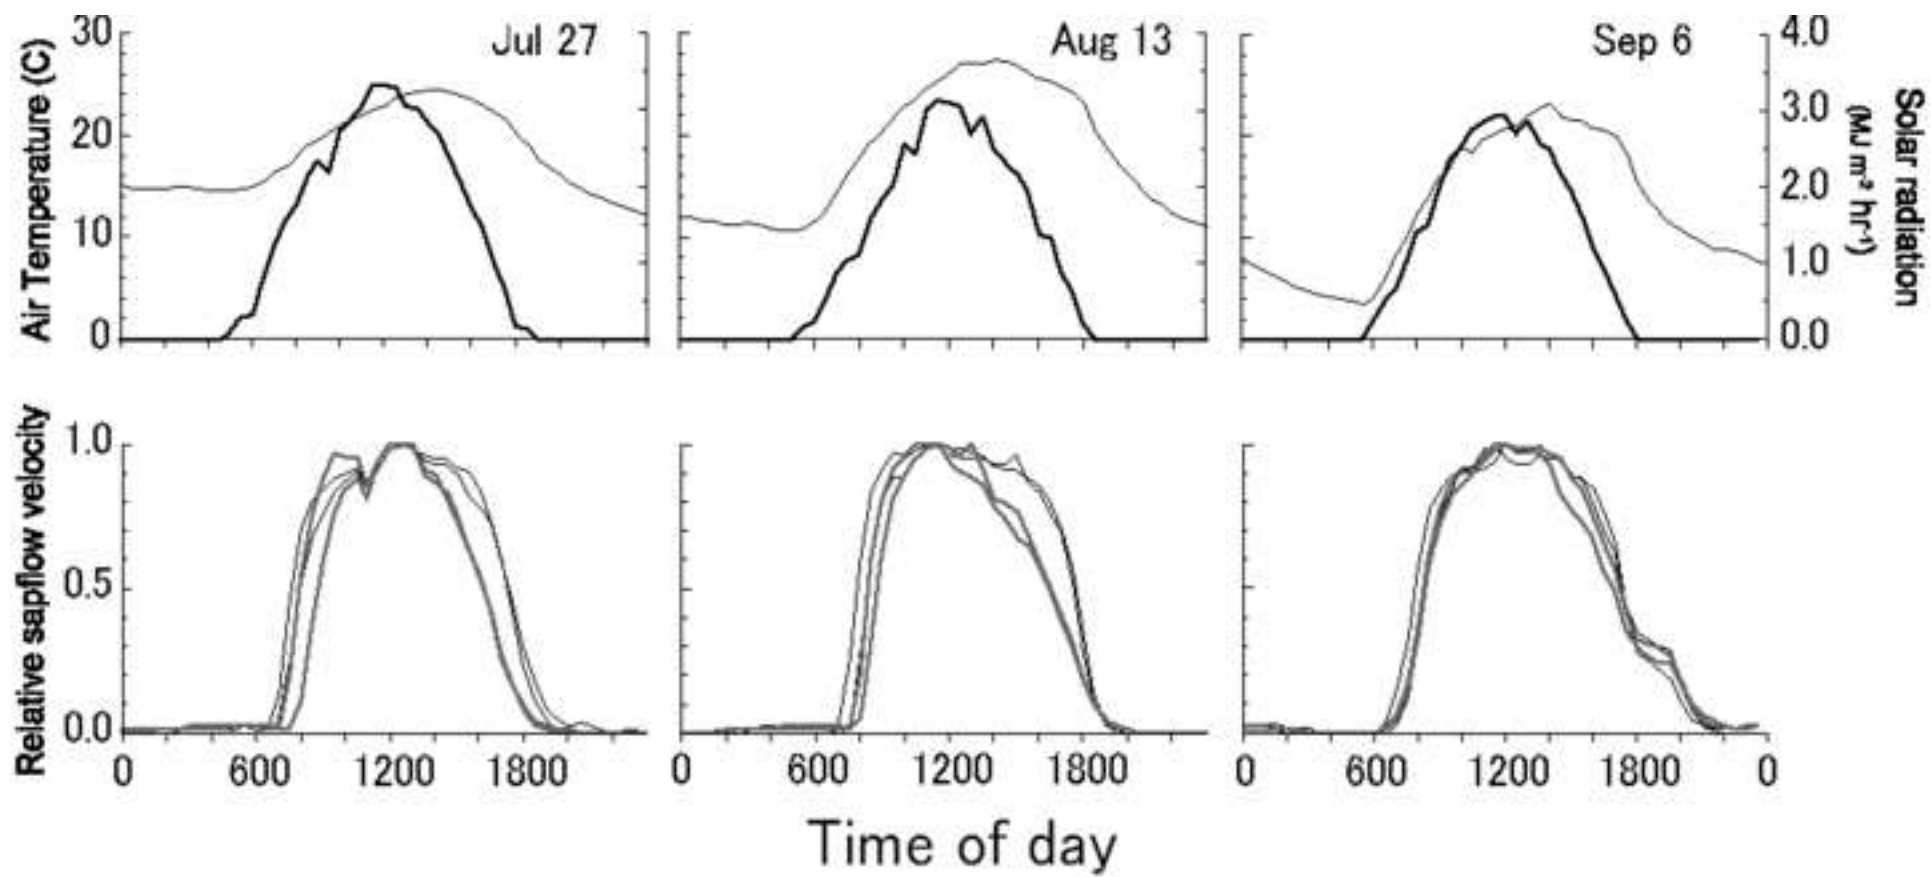 Jul 27
Aug 13
Sep 6
Air Temperature (C)
30
20
10
0
4.0
3.0
2.0
1.0
0.0
Solar radiation
(MJ m⁻² hr⁻¹)
Relative sapflow velocity
1.0
0.5
0.0
0 600 1200 1800 0 600 1200 1800 0 600 1200 1800 0
Time of day